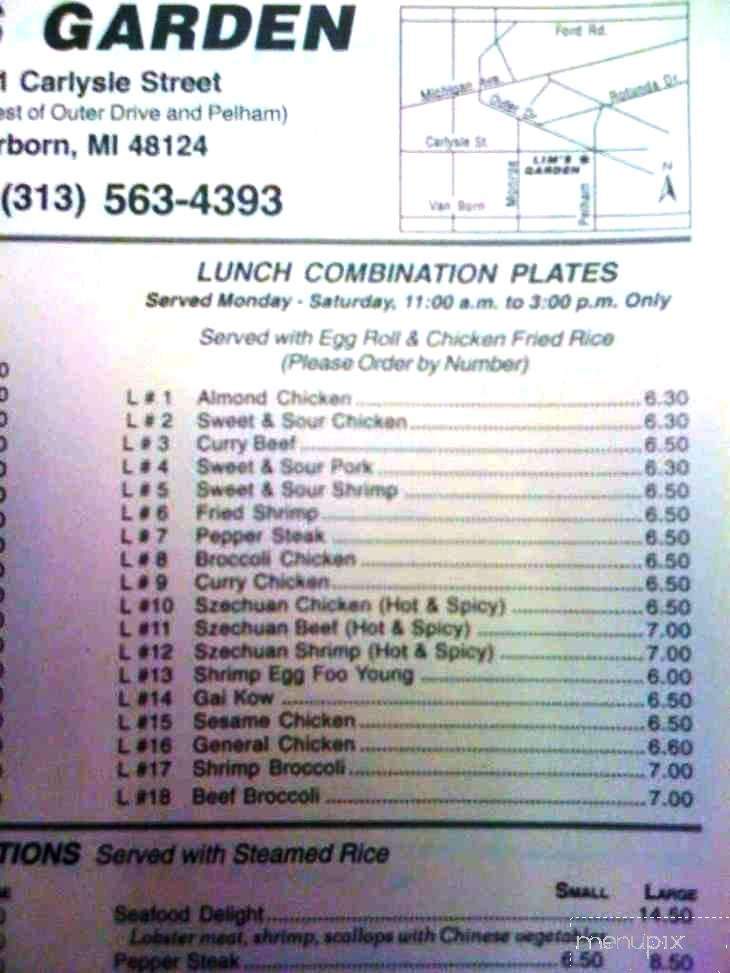 GARDEN
1 Carlysle Street
est of Outer Drive and Pelham)
rborn, MI 48124
(313) 563-4393
Ford Rd.
Michigan Ave.
Outer Dr.
Rotunda Dr.
Carlysle St.
LIM'S
GARDEN
Monroe
Pelham
Van Born
N
LUNCH COMBINATION PLATES
Served Monday - Saturday, 11:00 a.m. to 3:00 p.m. Only
Served with Egg Roll & Chicken Fried Rice
(Please Order by Number)
L # 1 Almond Chicken 6.30
L # 2 Sweet & Sour Chicken 6.30
L # 3 Curry Beef 6.50
L # 4 Sweet & Sour Pork 6.30
L # 5 Sweet & Sour Shrimp 6.50
L # 6 Fried Shrimp 6.50
L # 7 Pepper Steak 6.50
L # 8 Broccoli Chicken 6.50
L # 9 Curry Chicken 6.50
L #10 Szechuan Chicken (Hot & Spicy) 6.50
L #11 Szechuan Beef (Hot & Spicy) 7.00
L #12 Szechuan Shrimp (Hot & Spicy) 7.00
L #13 Shrimp Egg Foo Young 6.00
L #14 Gai Kow 6.50
L #15 Sesame Chicken 6.50
L #16 General Chicken 6.60
L #17 Shrimp Broccoli 7.00
L #18 Beef Broccoli 7.00
TIONS Served with Steamed Rice
SMALL LARGE
Seafood Delight
Lobster meat, shrimp, scallops with Chinese
Pepper Steak 6.50 8.50
menupix